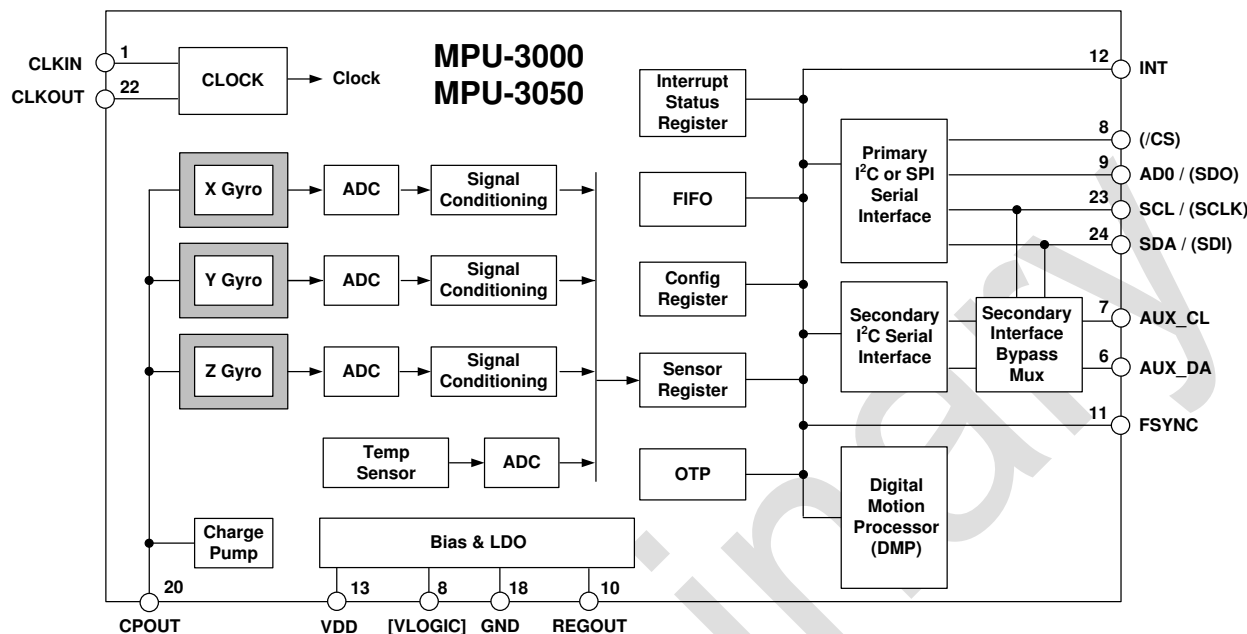 MPU-3000
MPU-3050
1
CLKIN
22
CLKOUT
CLOCK
Clock
X Gyro
ADC
Signal
Conditioning
Y Gyro
ADC
Signal
Conditioning
Z Gyro
ADC
Signal
Conditioning
Temp
Sensor
ADC
Charge
Pump
Bias & LDO
20
CPOUT
13
VDD
8
[VLOGIC]
18
GND
10
REGOUT
Interrupt
Status
Register
FIFO
Config
Register
Sensor
Register
OTP
Primary
I²C or SPI
Serial
Interface
Secondary
I²C Serial
Interface
Secondary
Interface
Bypass
Mux
Digital
Motion
Processor
(DMP)
12
INT
8
(/CS)
9
AD0 / (SDO)
23
SCL / (SCLK)
24
SDA / (SDI)
7
AUX_CL
6
AUX_DA
11
FSYNC
inary